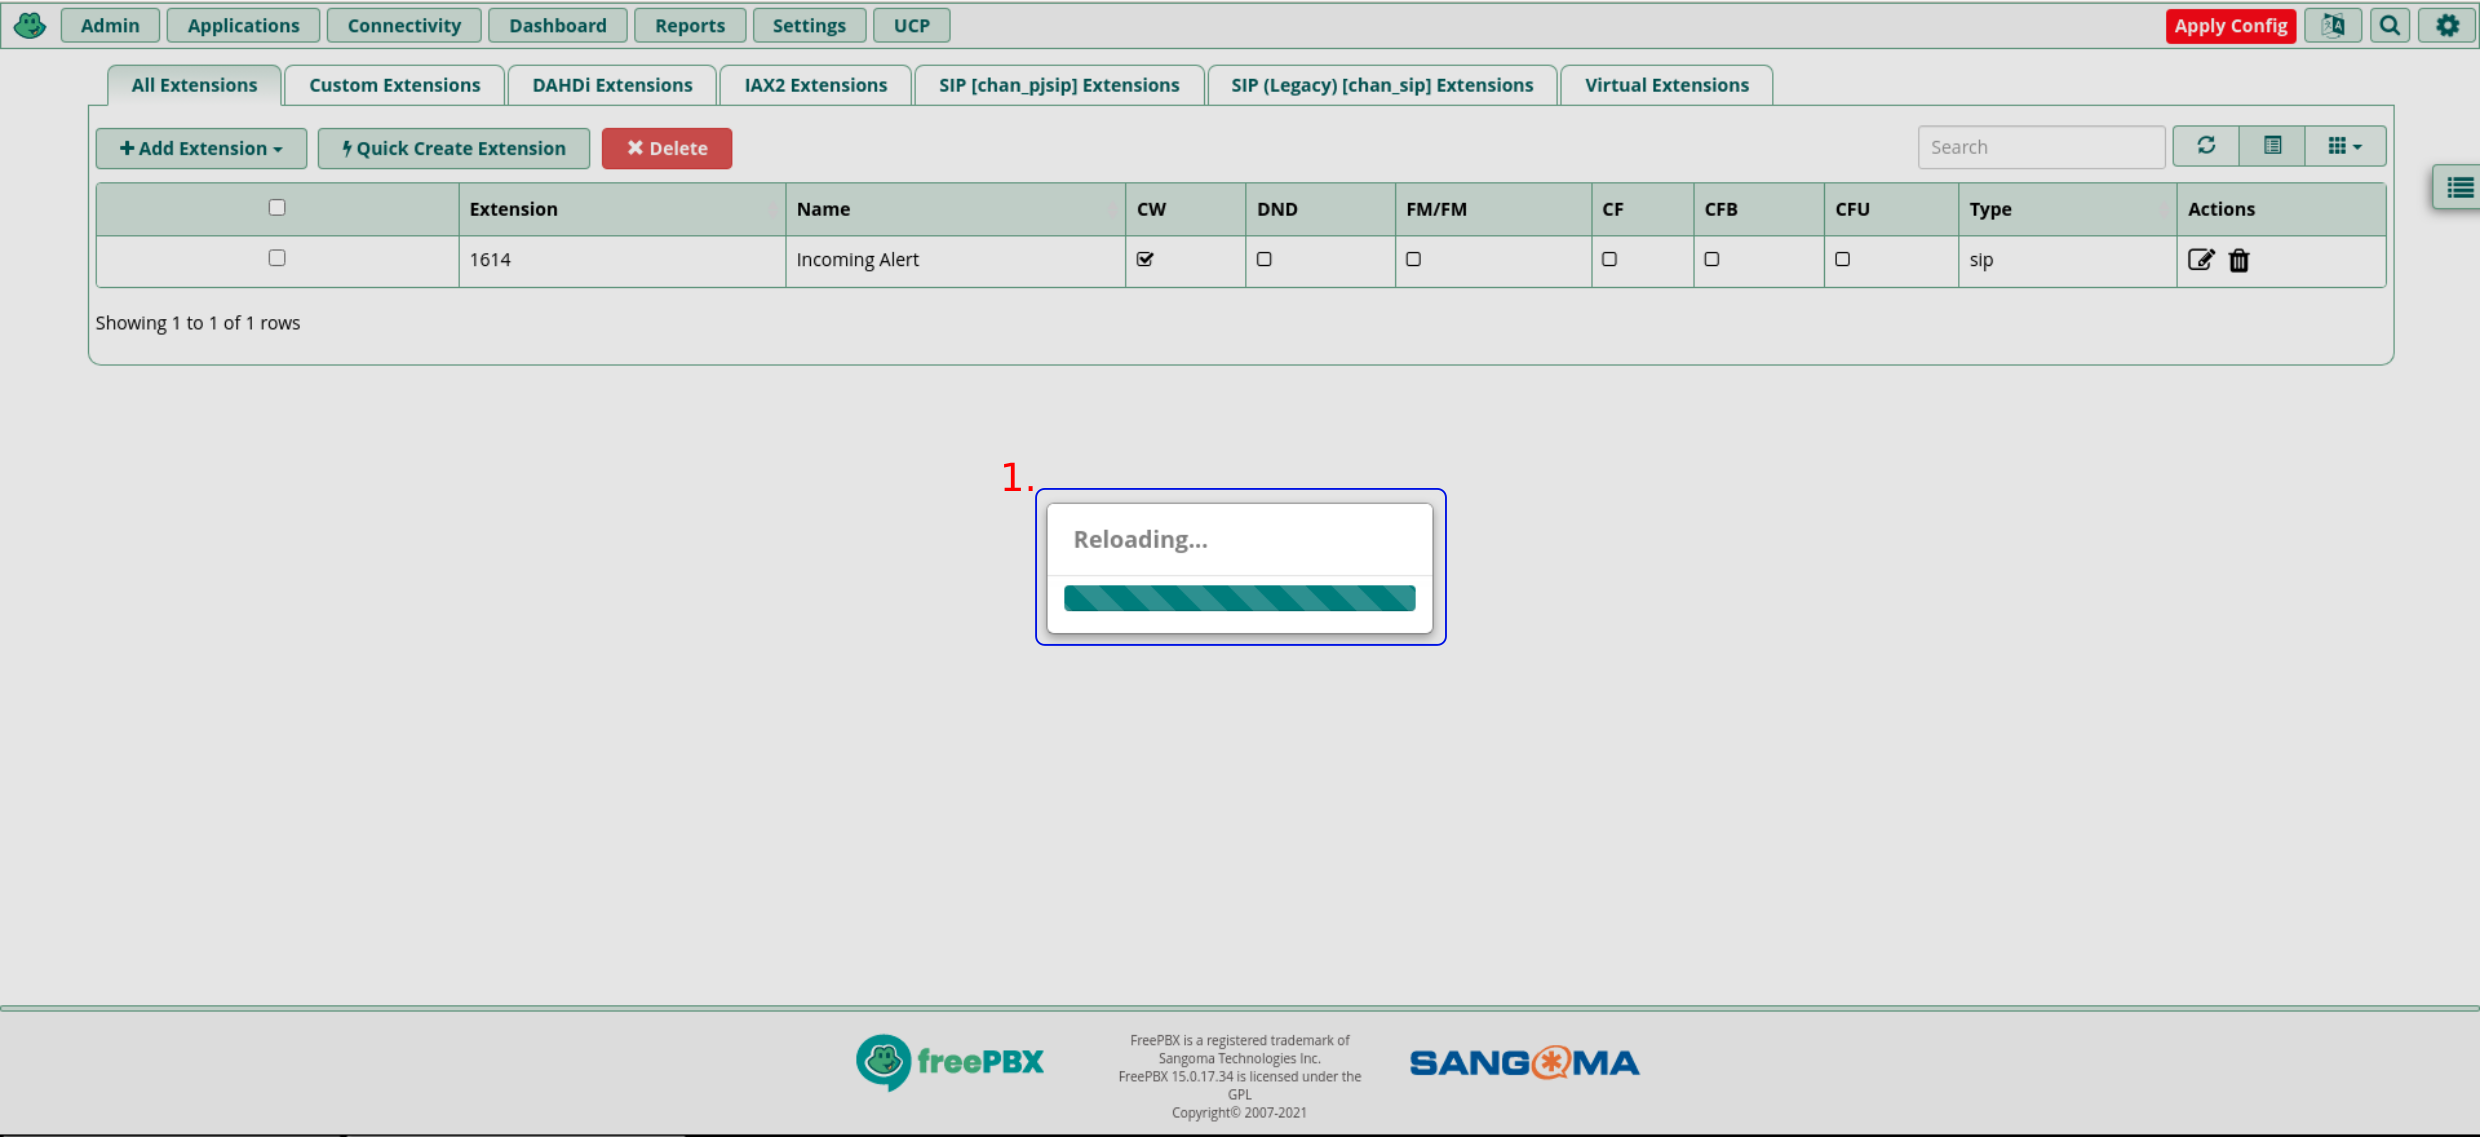 Admin Applications Connectivity Dashboard Reports Settings UCP Apply Config
All Extensions Custom Extensions DAHDi Extensions IAX2 Extensions SIP [chan_pjsip] Extensions SIP (Legacy) [chan_sip] Extensions Virtual Extensions
Add Extension Quick Create Extension Delete Search
Extension Name CW DND FM/FM CF CFB CFU Type Actions
1614 Incoming Alert sip
Showing 1 to 1 of 1 rows
1.
Reloading...
freePBX
FreePBX is a registered trademark of
Sangoma Technologies Inc.
FreePBX 15.0.17.34 is licensed under the
GPL
Copyright© 2007-2021
SANGOMA